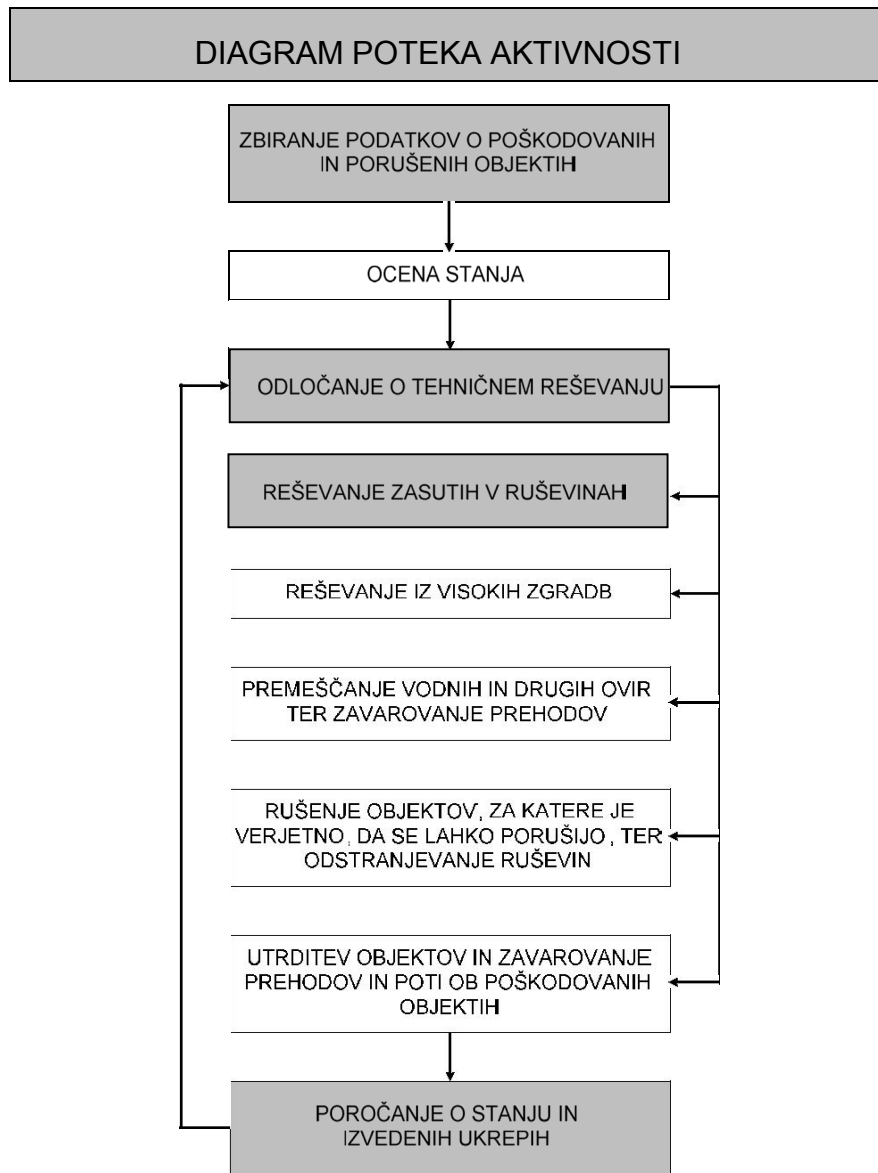 DIAGRAM POTEKA AKTIVNOSTI
ZBIRANJE PODATKOV O POŠKODOVANIH
IN PORUŠENIH OBJEKTIH
OCENA STANJA
ODLOČANJE O TEHNIČNEM REŠEVANJU
REŠEVANJE ZASUTIH V RUŠEVINAH
REŠEVANJE IZ VISOKIH ZGRADB
PREMEŠČANJE VODNIH IN DRUGIH OVIR
TER ZAVAROVANJE PREHODOV
RUŠENJE OBJEKTOV, ZA KATERE JE
VERJETNO, DA SE LAHKO PORUŠIJO, TER
ODSTRANJEVANJE RUŠEVIN
UTRDITEV OBJEKTOV IN ZAVAROVANJE
PREHODOV IN POTI OB POŠKODOVANIH
OBJEKTIH
POROČANJE O STANJU IN
IZVEDENIH UKREPIH